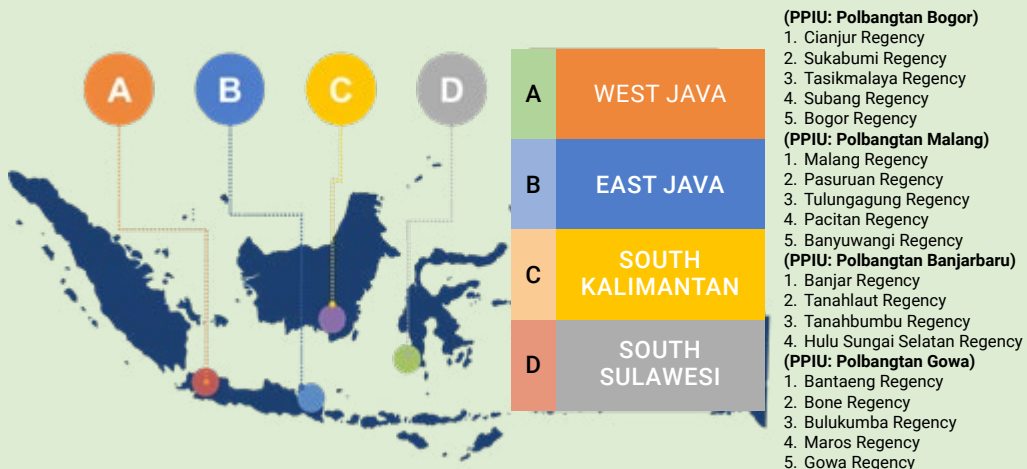 A B C D
A WEST JAVA
B EAST JAVA
C SOUTH
KALIMANTAN
D SOUTH
SULAWESI
(PPIU: Polbangtan Bogor)
1. Cianjur Regency
2. Sukabumi Regency
3. Tasikmalaya Regency
4. Subang Regency
5. Bogor Regency
(PPIU: Polbangtan Malang)
1. Malang Regency
2. Pasuruan Regency
3. Tulungagung Regency
4. Pacitan Regency
5. Banyuwangi Regency
(PPIU: Polbangtan Banjarbaru)
1. Banjar Regency
2. Tanahlaut Regency
3. Tanahbumbu Regency
4. Hulu Sungai Selatan Regency
(PPIU: Polbangtan Gowa)
1. Bantaeng Regency
2. Bone Regency
3. Bulukumba Regency
4. Maros Regency
5. Gowa Regency